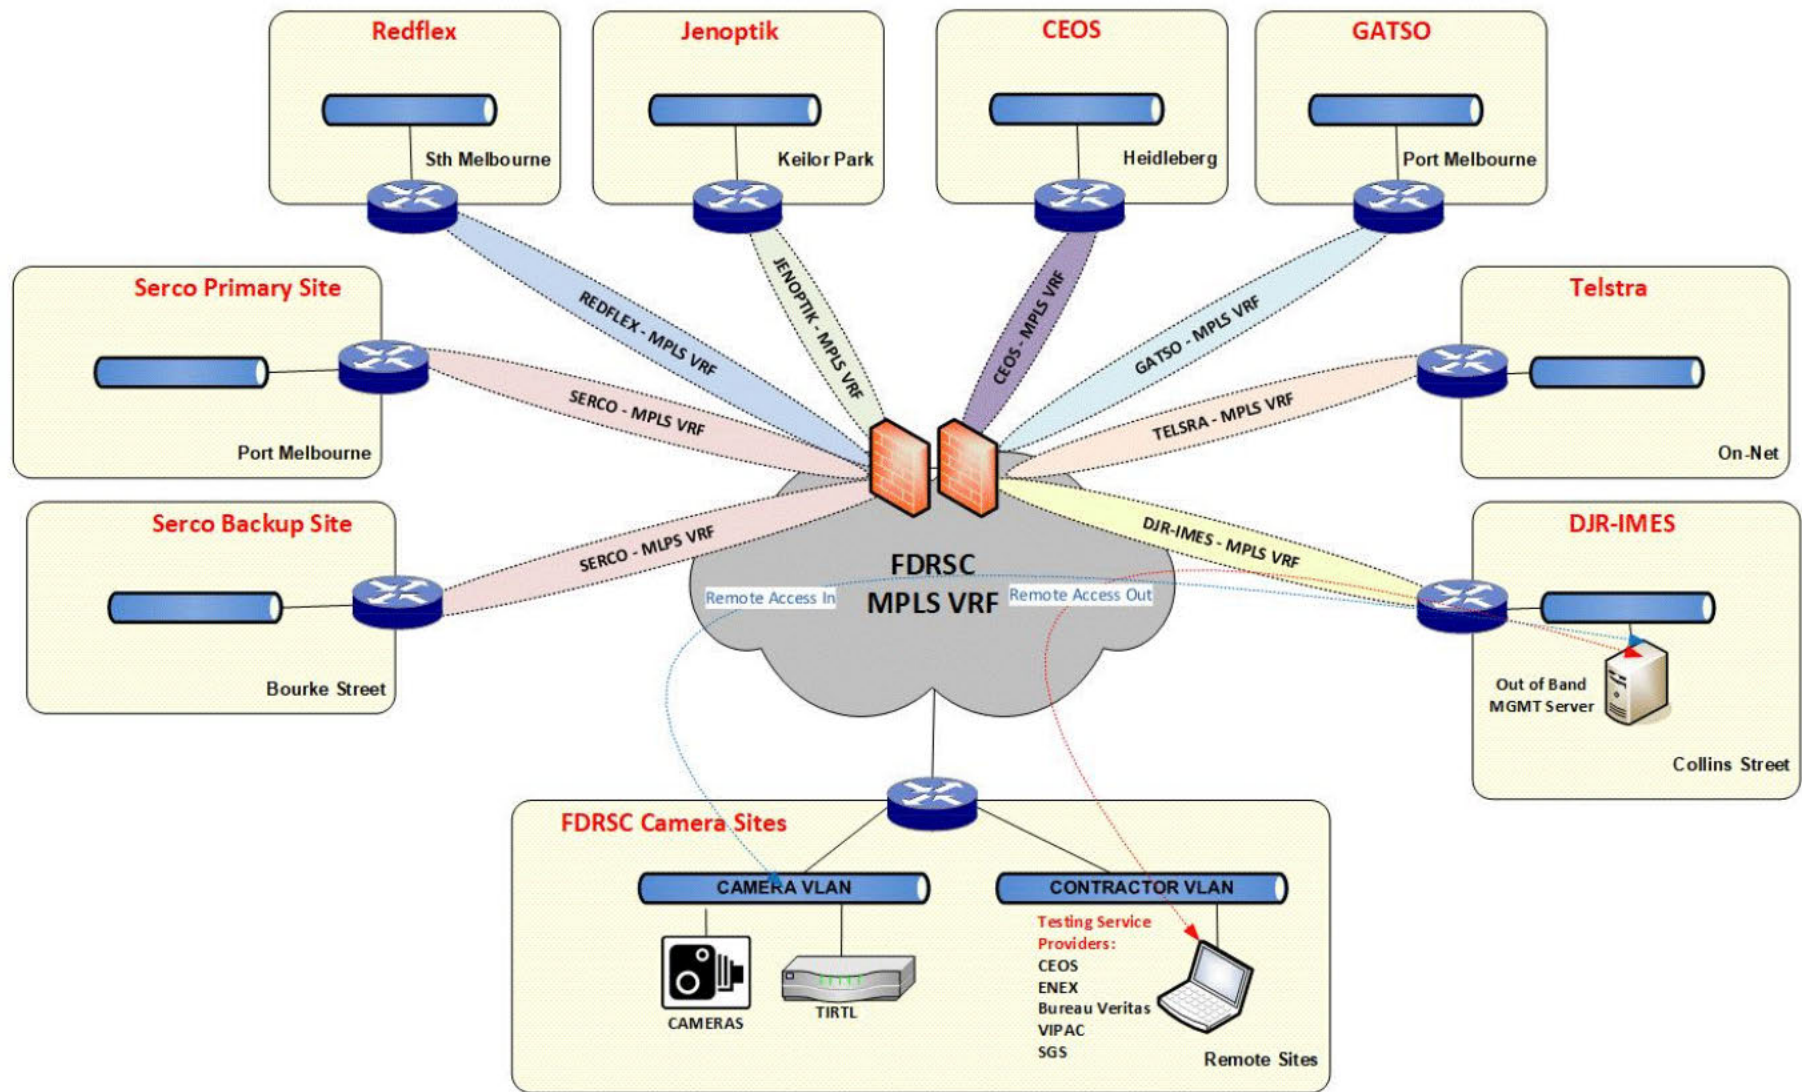 Redflex
Sth Melbourne
Jenoptik
Keilor Park
CEOS
Heidleberg
GATSO
Port Melbourne
Serco Primary Site
Port Melbourne
Serco Backup Site
Bourke Street
REDFLEX - MPLS VRF
JENOPTIK - MPLS VRF
CEOS - MPLS VRF
GATSO - MPLS VRF
SERCO - MPLS VRF
TELSRA - MPLS VRF
SERCO - MLPS VRF
DJR-IMES - MPLS VRF
Telstra
On-Net
DJR-IMES
Out of Band
MGMT Server
Collins Street
FDRSC
MPLS VRF
Remote Access In
Remote Access Out
FDRSC Camera Sites
CAMERA VLAN
CONTRACTOR VLAN
CAMERAS
TIRTL
Testing Service
Providers:
CEOS
ENEX
Bureau Veritas
VIPAC
SGS
Remote Sites